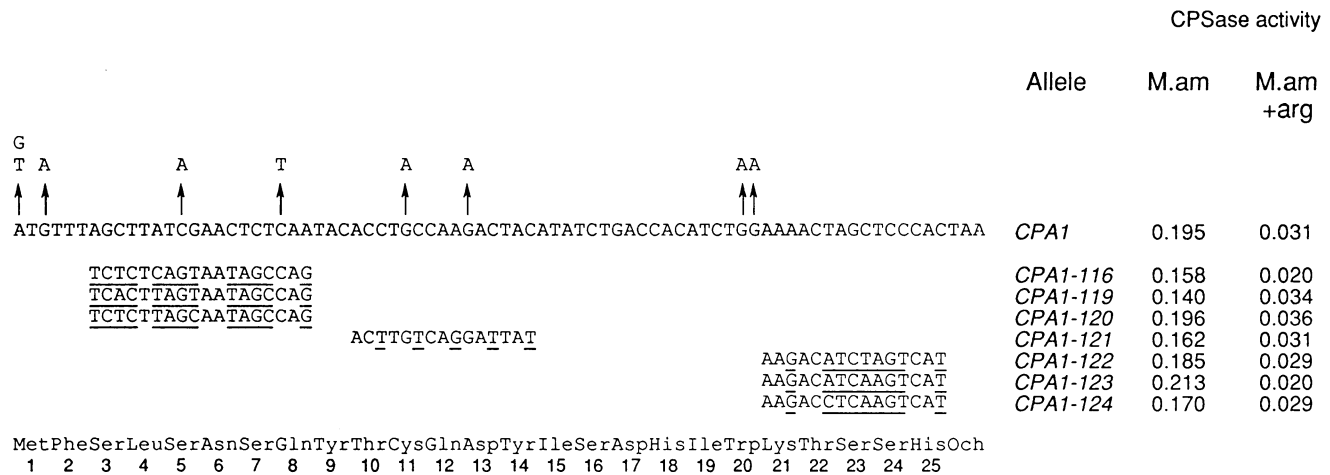 CPSase activity
Allele M.am M.am
+arg
G
T A A T A A AA
ATGTTTAGCTTATCGAACTCTCAATACACCTGCCAAGACTACATATCTGACCACATCTGGAAAACTAGCTCCCACTAA CPA1 0.195 0.031
TCTCTCAGTAATAGCCAG CPA1-116 0.158 0.020
TCACTTAGTAATAGCCAG CPA1-119 0.140 0.034
TCTCTTAGCAATAGCCAG CPA1-120 0.196 0.036
ACTTGTCAGGATTAT CPA1-121 0.162 0.031
AAGACATCTAGTCAT CPA1-122 0.185 0.029
AAGACATCAAGTCAT CPA1-123 0.213 0.020
AAGACCTCAAGTCAT CPA1-124 0.170 0.029
MetPheSerLeuSerAsnSerGlnTyrThrCysGlnAspTyrIleSerAspHisIleTrpLysThrSerSerHisOch
1 2 3 4 5 6 7 8 9 10 11 12 13 14 15 16 17 18 19 20 21 22 23 24 25